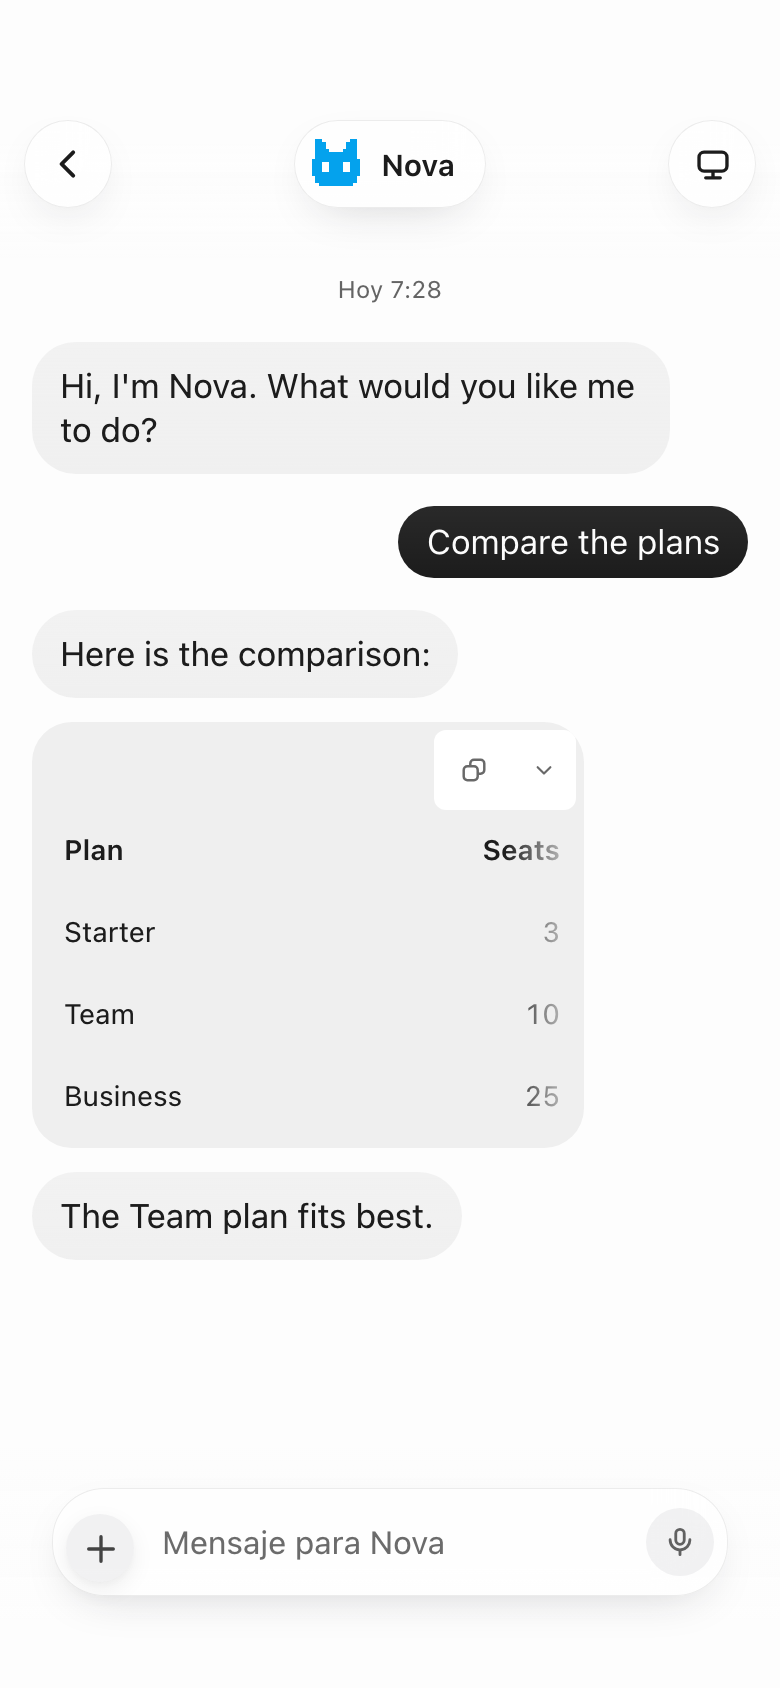 Nova
Hoy 7:28
Hi, I'm Nova. What would you like me
to do?
Compare the plans
Here is the comparison:
Plan Seats
Starter 3
Team 10
Business 25
The Team plan fits best.
Mensaje para Nova